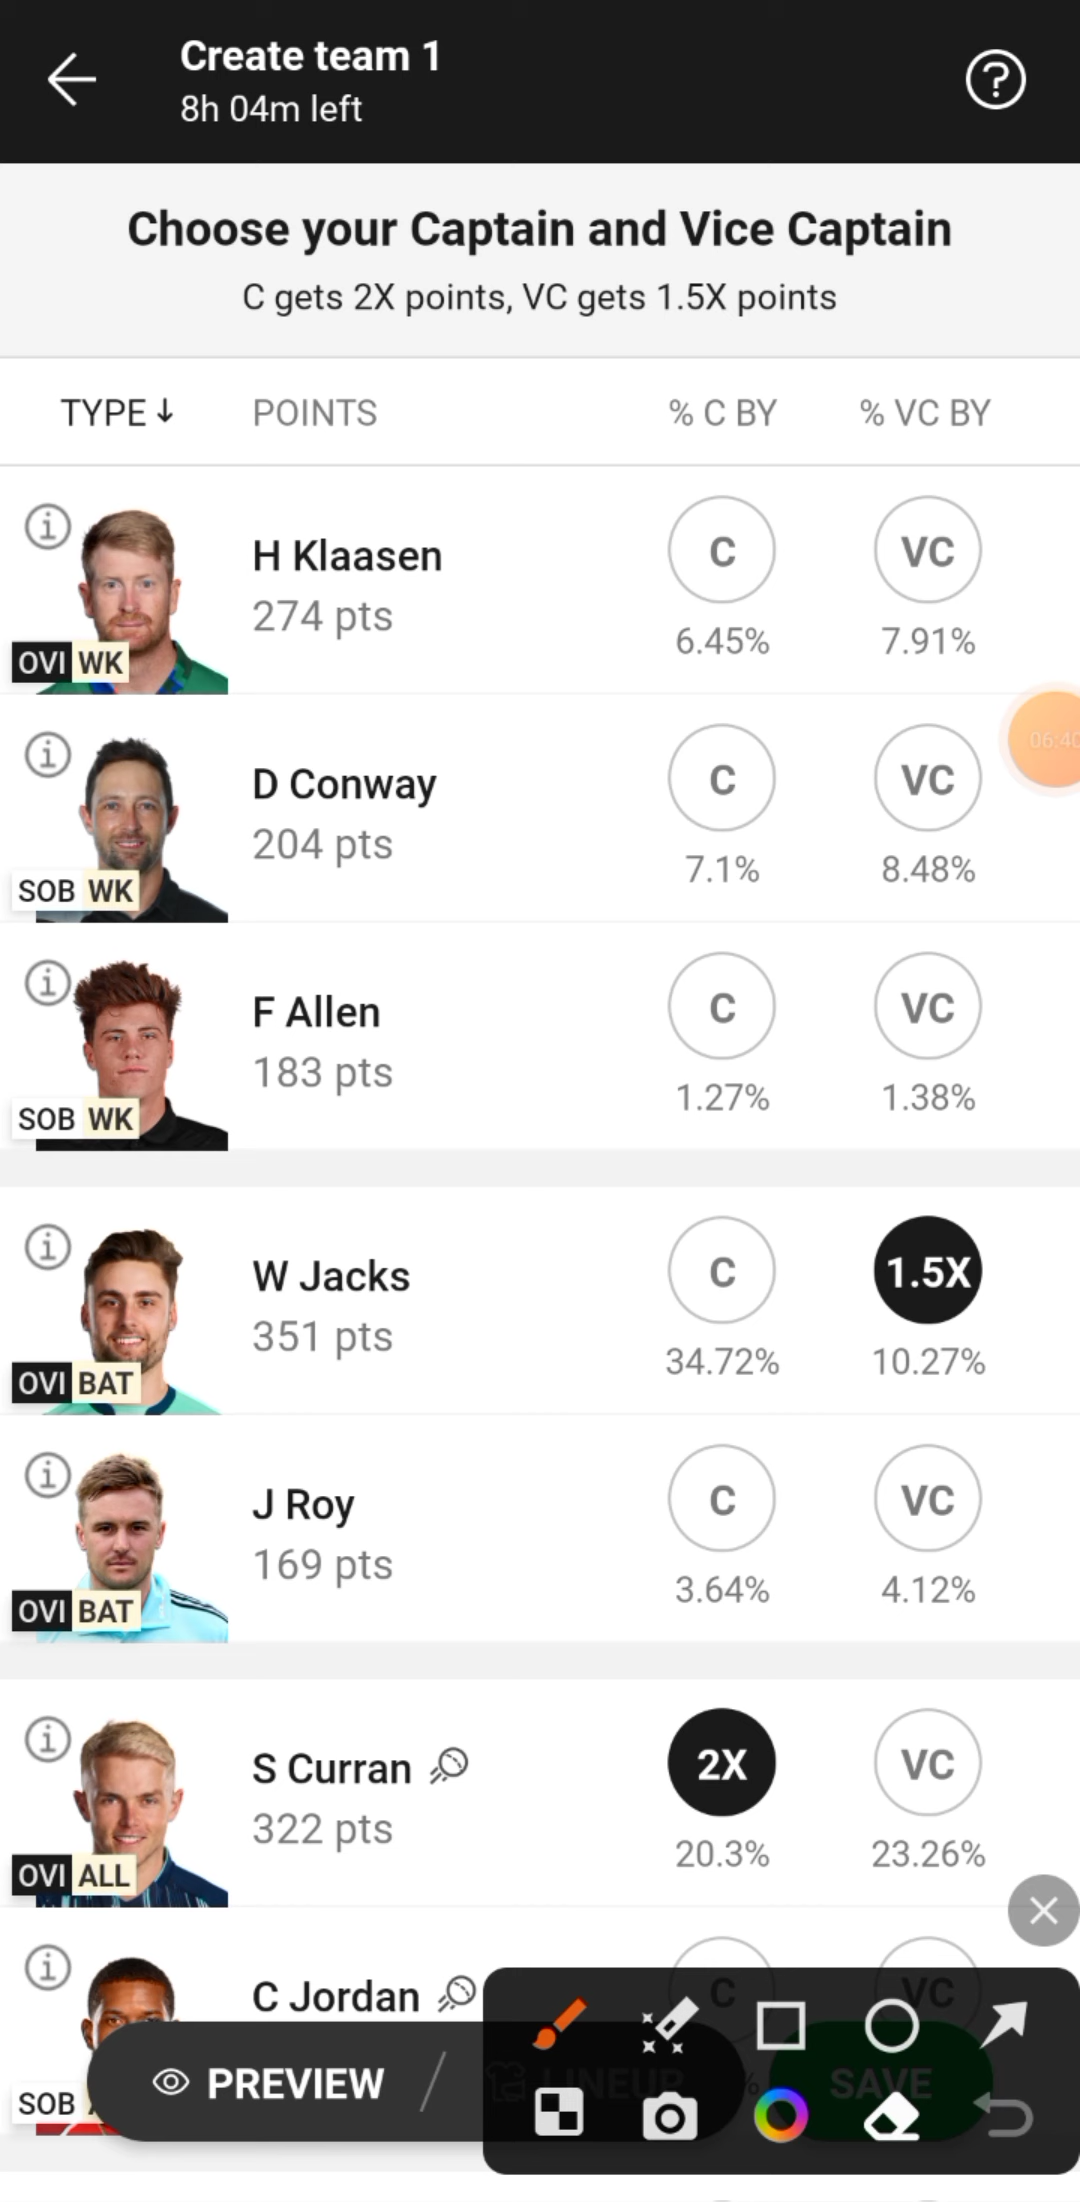 Create team 1
8h 04m left
Choose your Captain and Vice Captain
C gets 2X points, VC gets 1.5X points
TYPE↓ POINTS % C BY % VC BY
H Klaasen
274 pts
OVI WK
C VC
6.45% 7.91%
06:40
D Conway
204 pts
SOB WK
C VC
7.1% 8.48%
F Allen
183 pts
SOB WK
C VC
1.27% 1.38%
W Jacks
351 pts
OVI BAT
C 1.5X
34.72% 10.27%
J Roy
169 pts
OVI BAT
C VC
3.64% 4.12%
S Curran
322 pts
OVI ALL
2X VC
20.3% 23.26%
C Jordan
C VC
SOB
PREVIEW / LINEUP SAVE